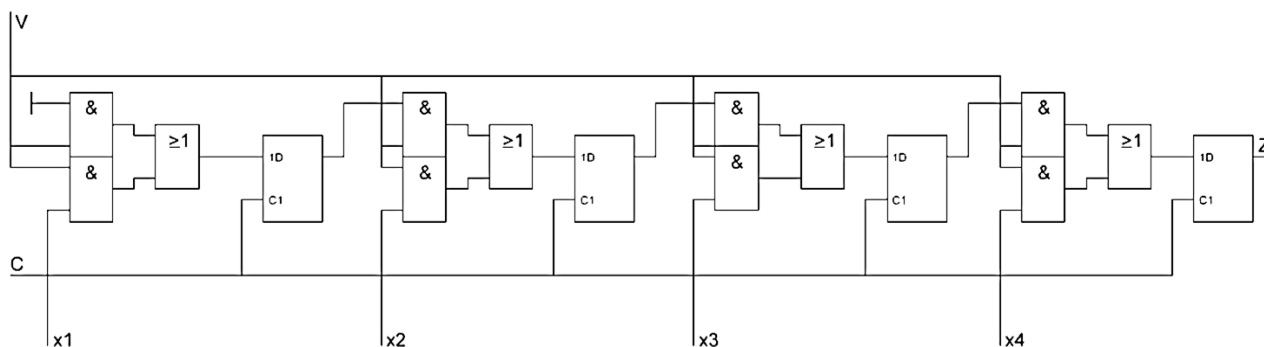 V
& & & &
≥1 ≥1 ≥1 ≥1
Z
1D 1D 1D 1D
& & & &
C1 C1 C1 C1
C
x1 x2 x3 x4